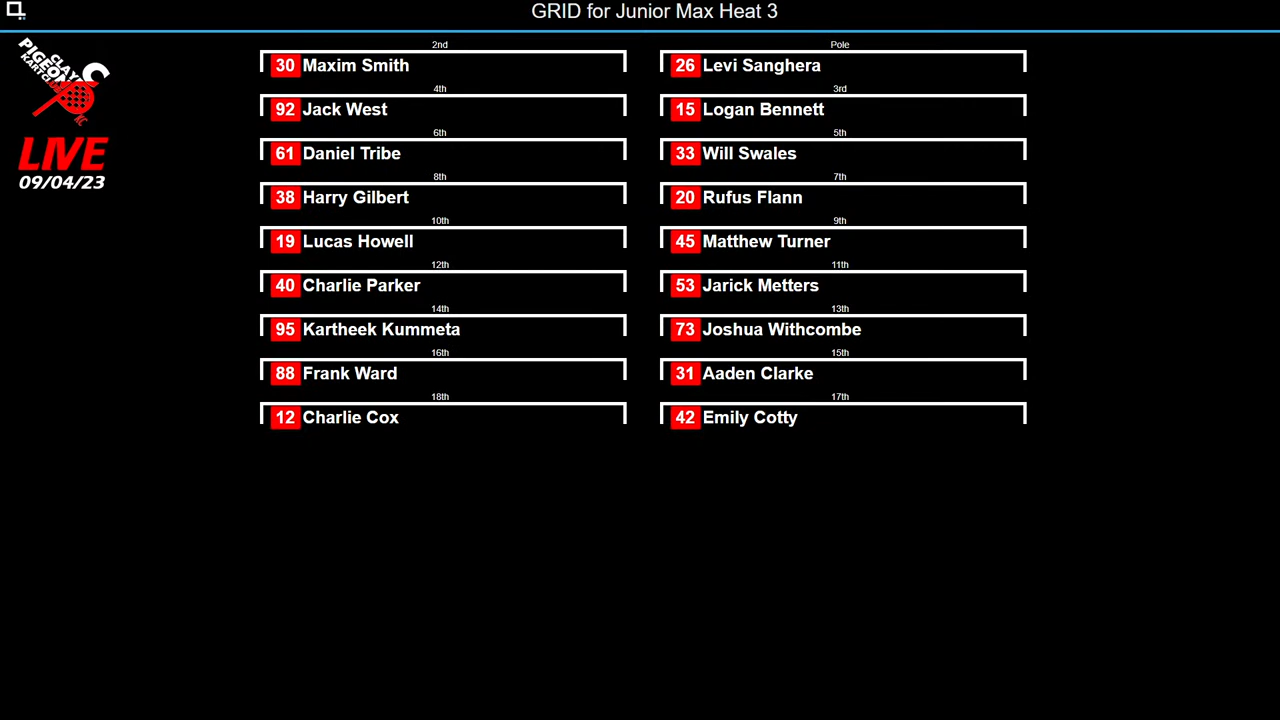 GRID for Junior Max Heat 3
CLAY
PIGEON
KART CLUB
LIVE
09/04/23
2nd
30 Maxim Smith
Pole
26 Levi Sanghera
4th
92 Jack West
3rd
15 Logan Bennett
6th
61 Daniel Tribe
5th
33 Will Swales
8th
38 Harry Gilbert
7th
20 Rufus Flann
10th
19 Lucas Howell
9th
45 Matthew Turner
12th
40 Charlie Parker
11th
53 Jarick Metters
14th
95 Kartheek Kummeta
13th
73 Joshua Withcombe
16th
88 Frank Ward
15th
31 Aaden Clarke
18th
12 Charlie Cox
17th
42 Emily Cotty